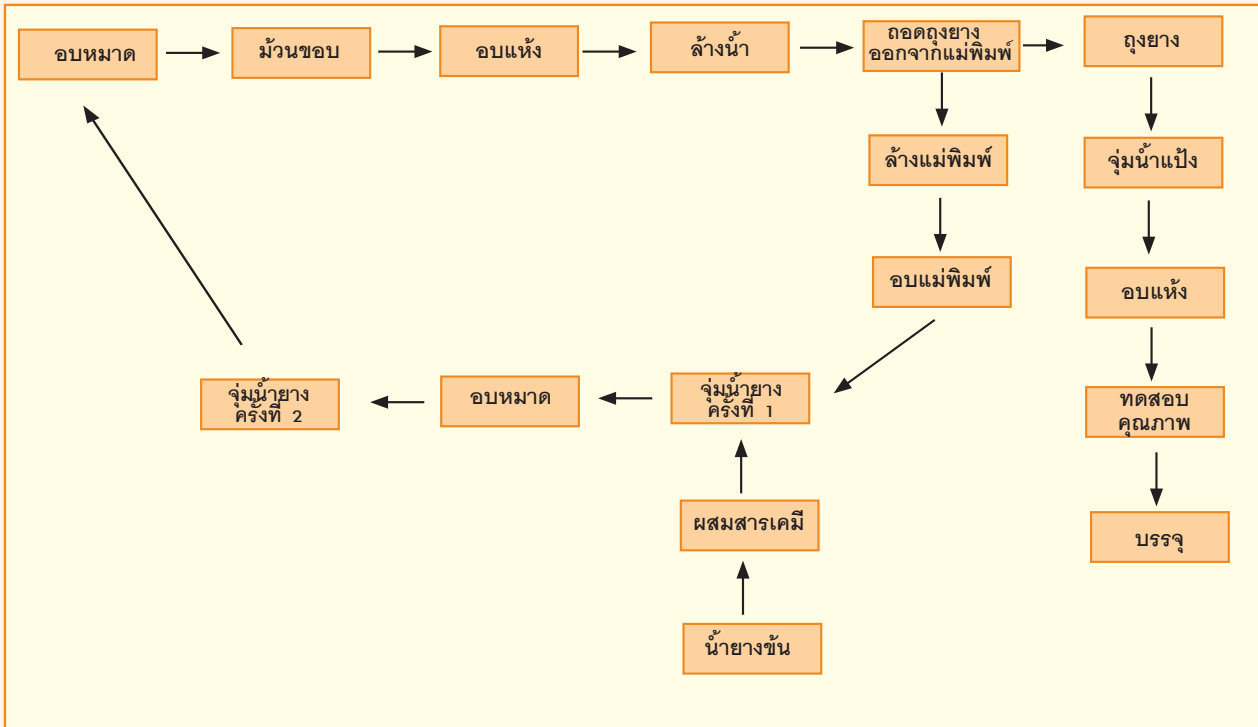 อบหมาด
ม้วนขอบ
อบแห้ง
ล้างน้ำ
ถอดถุงยาง
ออกจากแม่พิมพ์
ถุงยาง
ล้างแม่พิมพ์
จุ่มน้ำแป้ง
อบแม่พิมพ์
อบแห้ง
จุ่มน้ำยาง
ครั้งที่ 2
อบหมาด
จุ่มน้ำยาง
ครั้งที่ 1
ทดสอบ
คุณภาพ
ผสมสารเคมี
บรรจุ
น้ำยางข้น